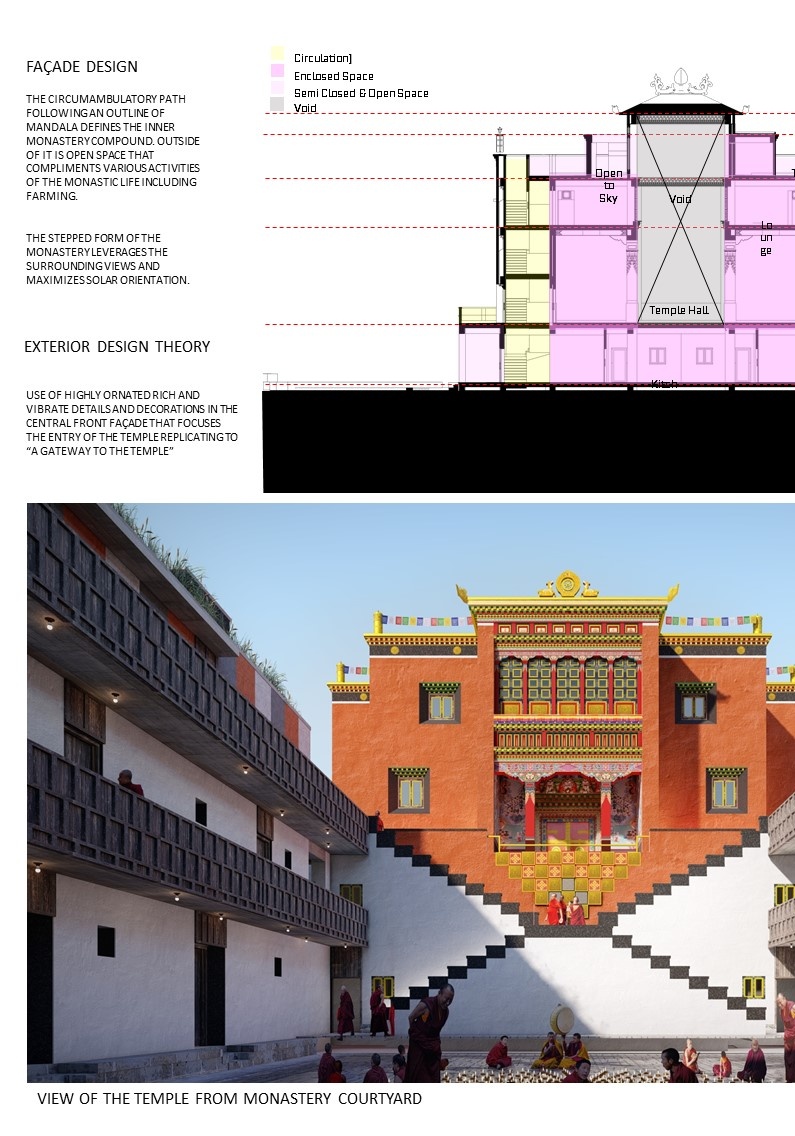 FAÇADE DESIGN
THE CIRCUMAMBULATORY PATH
FOLLOWING AN OUTLINE OF
MANDALA DEFINES THE INNER
MONASTERY COMPOUND. OUTSIDE
OF IT IS OPEN SPACE THAT
COMPLIMENTS VARIOUS ACTIVITIES
OF THE MONASTIC LIFE INCLUDING
FARMING.
THE STEPPED FORM OF THE
MONASTERY LEVERAGES THE
SURROUNDING VIEWS AND
MAXIMIZES SOLAR ORIENTATION.
EXTERIOR DESIGN THEORY
USE OF HIGHLY ORNATED RICH AND
VIBRATE DETAILS AND DECORATIONS IN THE
CENTRAL FRONT FAÇADE THAT FOCUSES
THE ENTRY OF THE TEMPLE REPLICATING TO
“A GATEWAY TO THE TEMPLE”
Circulation]
Enclosed Space
Semi Closed & Open Space
Void
Open
to
Sky
Void
Lo
un
ge
Temple Hall
Kitch
VIEW OF THE TEMPLE FROM MONASTERY COURTYARD